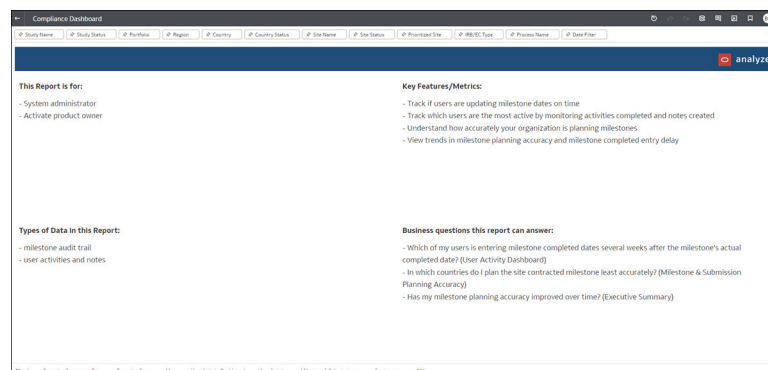 Compliance Dashboard
Study Name
Study Status
Portfolio
Region
Country
Country Status
Site Name
Site Status
Prioritized Site
IRB/EC Type
Process Name
Date Filter
analyze
This Report is for:
- System administrator
- Activate product owner
Key Features/Metrics:
- Track if users are updating milestone dates on time
- Track which users are the most active by monitoring activities completed and notes created
- Understand how accurately your organization is planning milestones
- View trends in milestone planning accuracy and milestone completed entry delay
Types of Data in this Report:
- milestone audit trail
- user activities and notes
Business questions this report can answer:
- Which of my users is entering milestone completed dates several weeks after the milestone's actual
completed date? (User Activity Dashboard)
- In which countries do I plan the site contracted milestone least accurately? (Milestone & Submission
Planning Accuracy)
- Has my milestone planning accuracy improved over time? (Executive Summary)